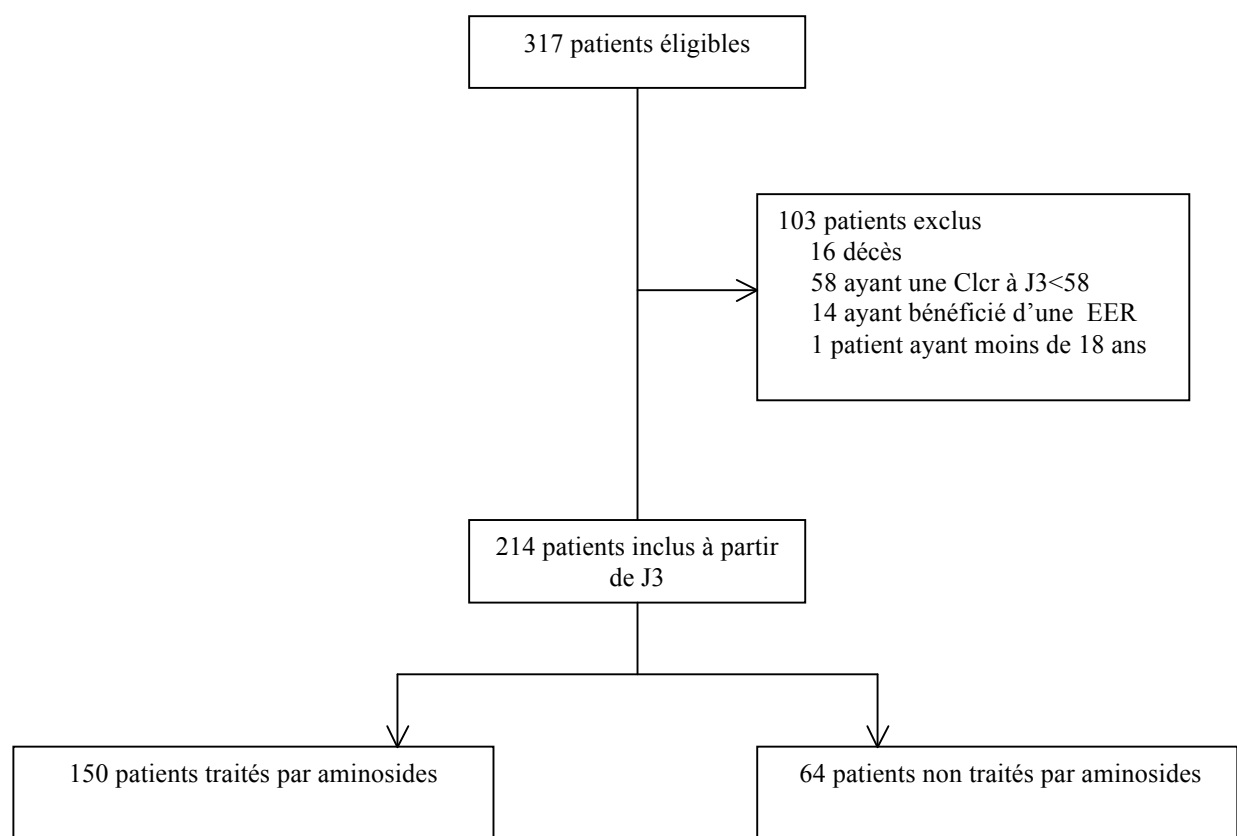 317 patients éligibles
103 patients exclus
16 décès
58 ayant une Clcr à J3<58
14 ayant bénéficié d’une EER
1 patient ayant moins de 18 ans
214 patients inclus à partir
de J3
150 patients traités par aminosides
64 patients non traités par aminosides